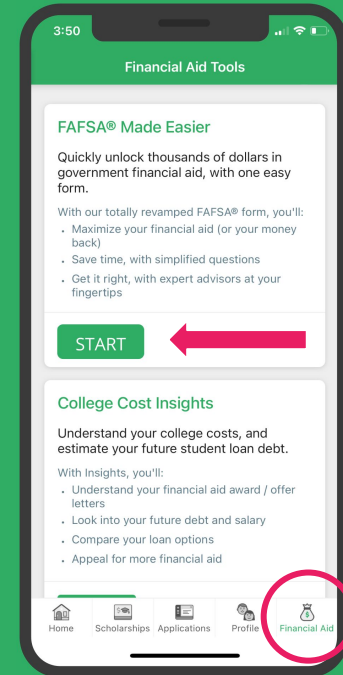 3:50
Financial Aid Tools
FAFSA® Made Easier
Quickly unlock thousands of dollars in
government financial aid, with one easy
form.
With our totally revamped FAFSA® form, you'll:
• Maximize your financial aid (or your money
back)
• Save time, with simplified questions
• Get it right, with expert advisors at your
fingertips
START
College Cost Insights
Understand your college costs, and
estimate your future student loan debt.
With Insights, you'll:
• Understand your financial aid award / offer
letters
• Look into your future debt and salary
• Compare your loan options
• Appeal for more financial aid
Home Scholarships Applications Profile Financial Aid